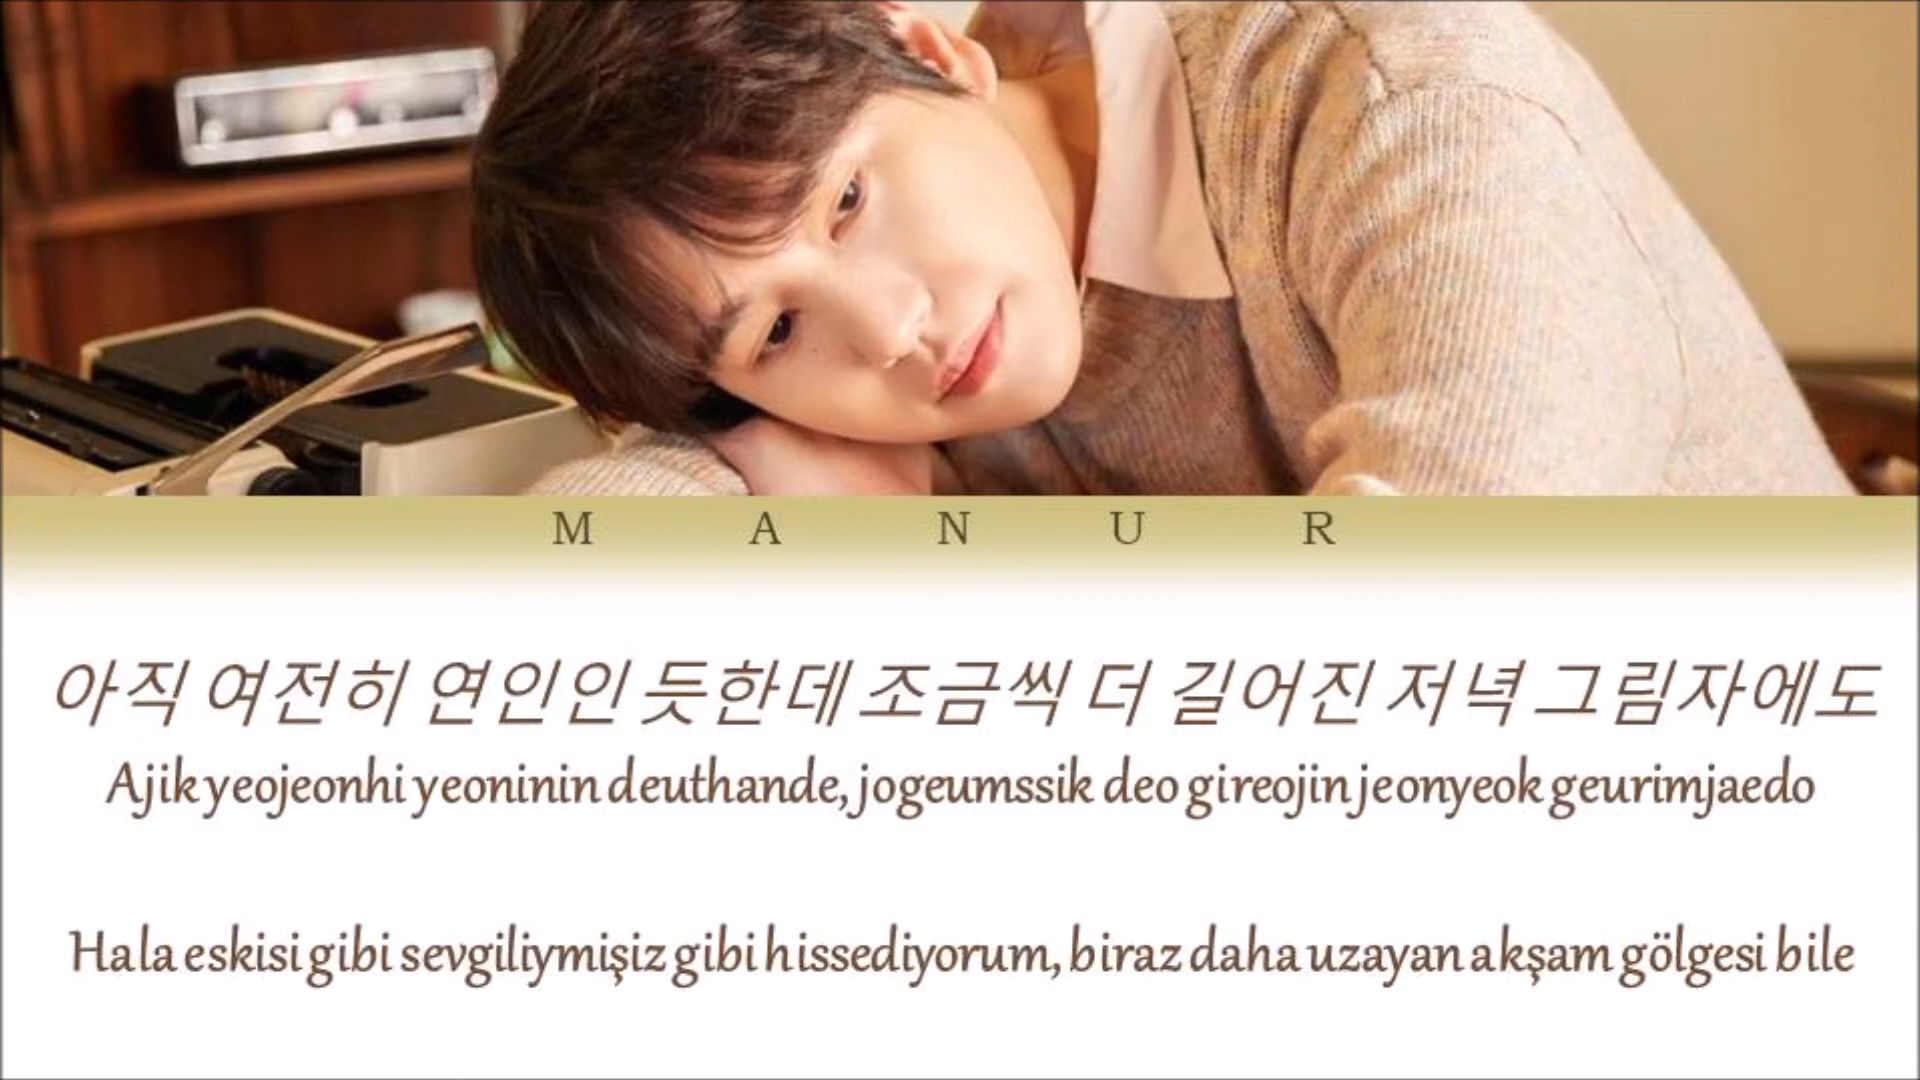 M A N U R
아직 여전히 연인인 듯한데 조금씩 더 길어진 저녁 그림자에도
Ajik yeojeonhi yeoninin deuthande, jogeumssik deo gireojin jeonyeok geurimjaedo
Hala eskisi gibi sevgiliymişiz gibi hissediyorum, biraz daha uzayan akşam gölgesi bile